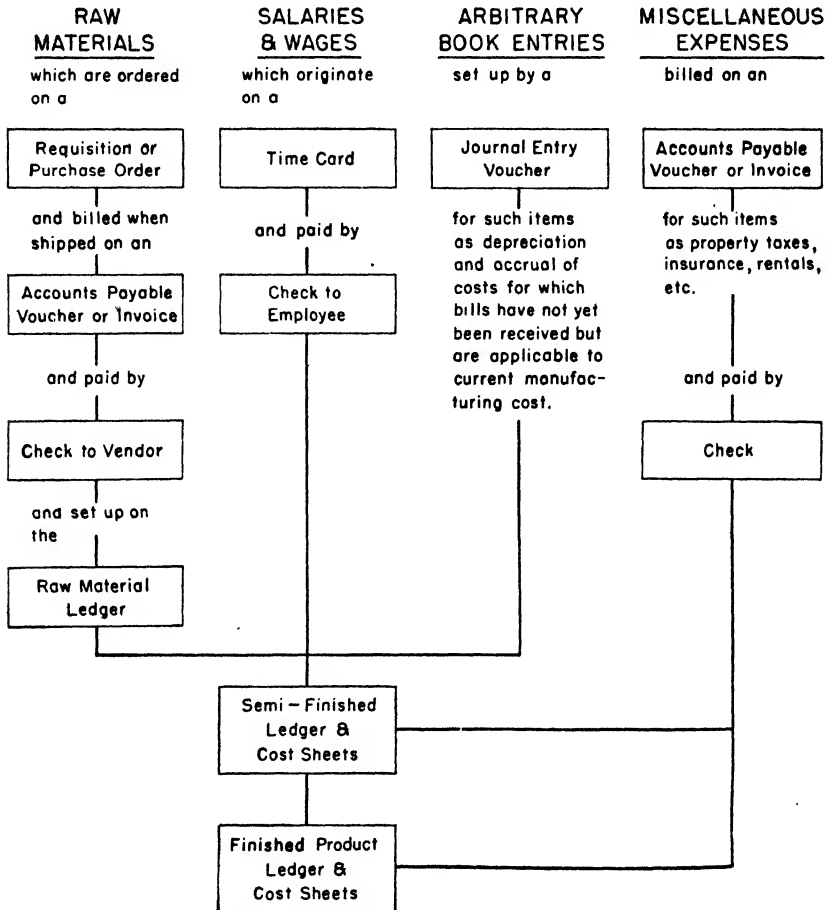 RAW
MATERIALS
which are ordered
on a
Requisition or
Purchase Order
and billed when
shipped on an
Accounts Payable
Voucher or Invoice
and paid by
Check to Vendor
and set up on
the
Raw Material
Ledger
SALARIES
& WAGES
which originate
on a
Time Card
and paid by
Check to
Employee
ARBITRARY
BOOK ENTRIES
set up by a
Journal Entry
Voucher
for such items
as depreciation
and accrual of
costs for which
bills have not yet
been received but
are applicable to
current manufac-
turing cost.
MISCELLANEOUS
EXPENSES
billed on an
Accounts Payable
Voucher or Invoice
for such items
as property taxes,
insurance, rentals,
etc.
and paid by
Check
Semi-Finished
Ledger &
Cost Sheets
Finished Product
Ledger &
Cost Sheets